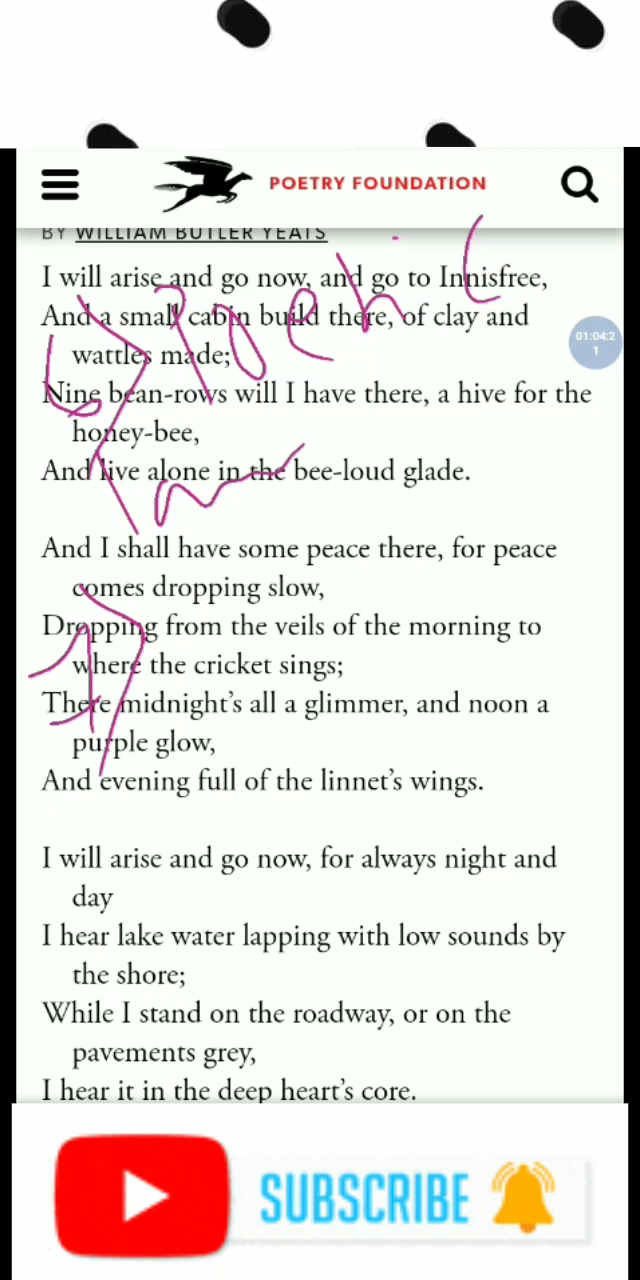 POETRY FOUNDATION
BY WILLIAM BUTLER YEATS
I will arise and go now, and go to Innisfree,
And a small cabin build there, of clay and
wattles made;
01:04:2
1
Nine bean-rows will I have there, a hive for the
honey-bee,
And live alone in the bee-loud glade.
And I shall have some peace there, for peace
comes dropping slow,
Dropping from the veils of the morning to
where the cricket sings;
There midnight’s all a glimmer, and noon a
purple glow,
And evening full of the linnet’s wings.
I will arise and go now, for always night and
day
I hear lake water lapping with low sounds by
the shore;
While I stand on the roadway, or on the
pavements grey,
I hear it in the deep heart’s core.
SUBSCRIBE